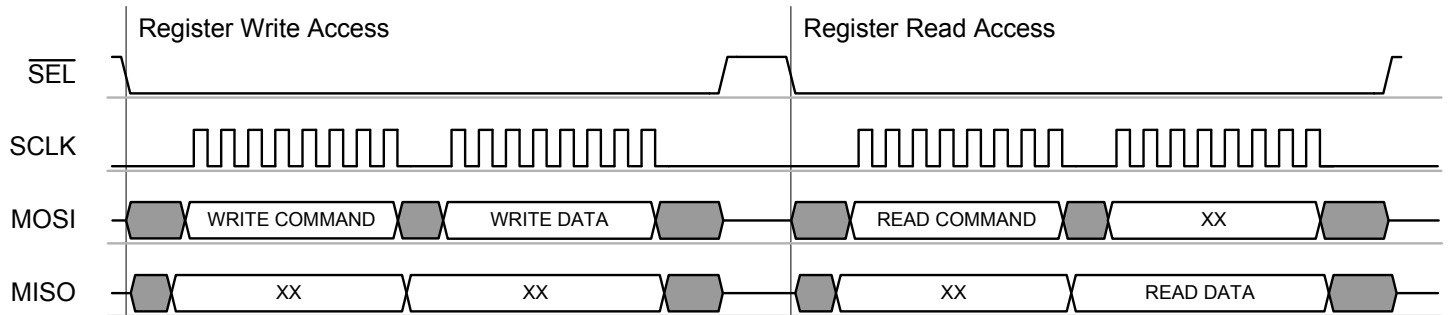 Register Write Access Register Read Access
SEL
SCLK
MOSI WRITE COMMAND WRITE DATA READ COMMAND XX
MISO XX XX XX READ DATA